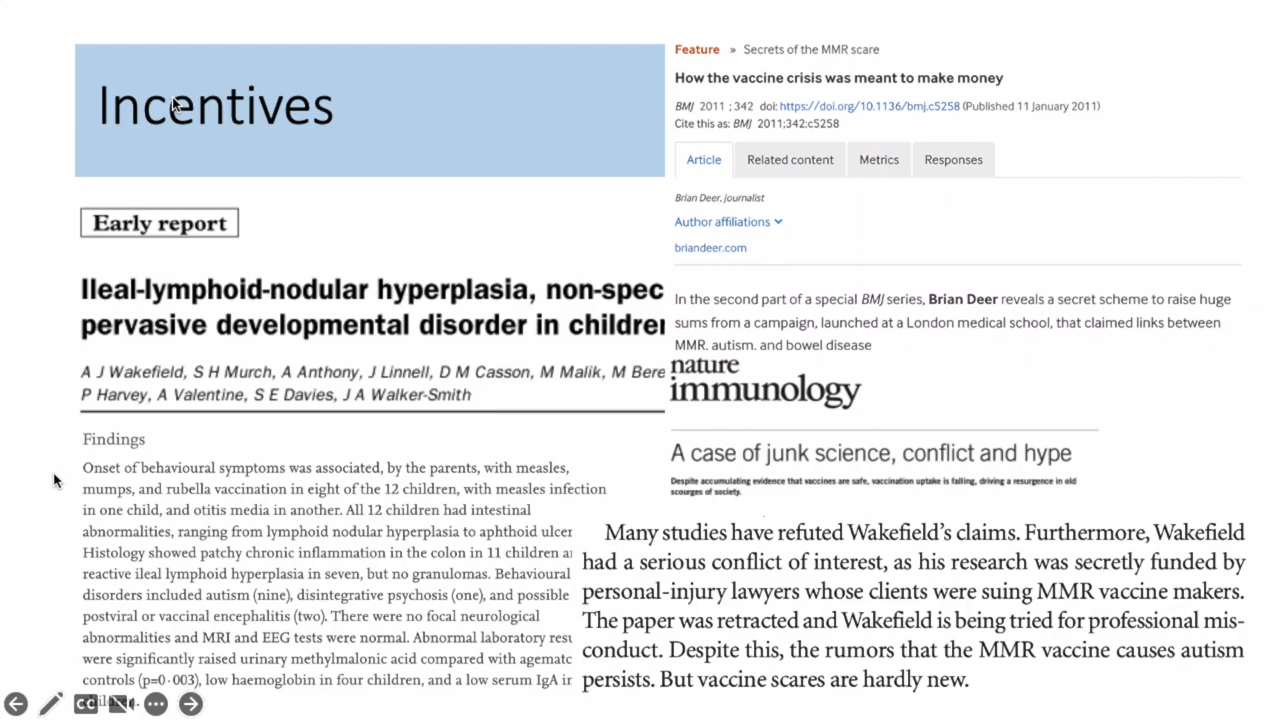 Incentives
Early report
Ileal-lymphoid-nodular hyperplasia, non-spec
pervasive developmental disorder in childre
A J Wakefield, S H Murch, A Anthony, J Linnell, D M Casson, M Malik, M Bere
P Harvey, A Valentine, S E Davies, J A Walker-Smith
Findings
Onset of behavioural symptoms was associated, by the parents, with measles,
mumps, and rubella vaccination in eight of the 12 children, with measles infection
in one child, and otitis media in another. All 12 children had intestinal
abnormalities, ranging from lymphoid nodular hyperplasia to aphthoid ulcer
Histology showed patchy chronic inflammation in the colon in 11 children a
reactive ileal lymphoid hyperplasia in seven, but no granulomas. Behavioural
disorders included autism (nine), disintegrative psychosis (one), and possible
postviral or vaccinal encephalitis (two). There were no focal neurological
abnormalities and MRI and EEG tests were normal. Abnormal laboratory resu
were significantly raised urinary methylmalonic acid compared with agematc
controls (p=0·003), low haemoglobin in four children, and a low serum IgA in
children.
CC
Feature » Secrets of the MMR scare
How the vaccine crisis was meant to make money
BMJ 2011 ; 342 doi: https://doi.org/10.1136/bmj.c5258 (Published 11 January 2011)
Cite this as: BMJ 2011;342:c5258
Article Related content Metrics Responses
Brian Deer, journalist
Author affiliations
briandeer.com
In the second part of a special BMJ series, Brian Deer reveals a secret scheme to raise huge
sums from a campaign, launched at a London medical school, that claimed links between
MMR, autism, and bowel disease
nature
immunology
A case of junk science, conflict and hype
Despite accumulating evidence that vaccines are safe, vaccination uptake is falling, driving a resurgence in old
scourges of society.
Many studies have refuted Wakefield's claims. Furthermore, Wakefield
had a serious conflict of interest, as his research was secretly funded by
personal-injury lawyers whose clients were suing MMR vaccine makers.
The paper was retracted and Wakefield is being tried for professional mis-
conduct. Despite this, the rumors that the MMR vaccine causes autism
persists. But vaccine scares are hardly new.